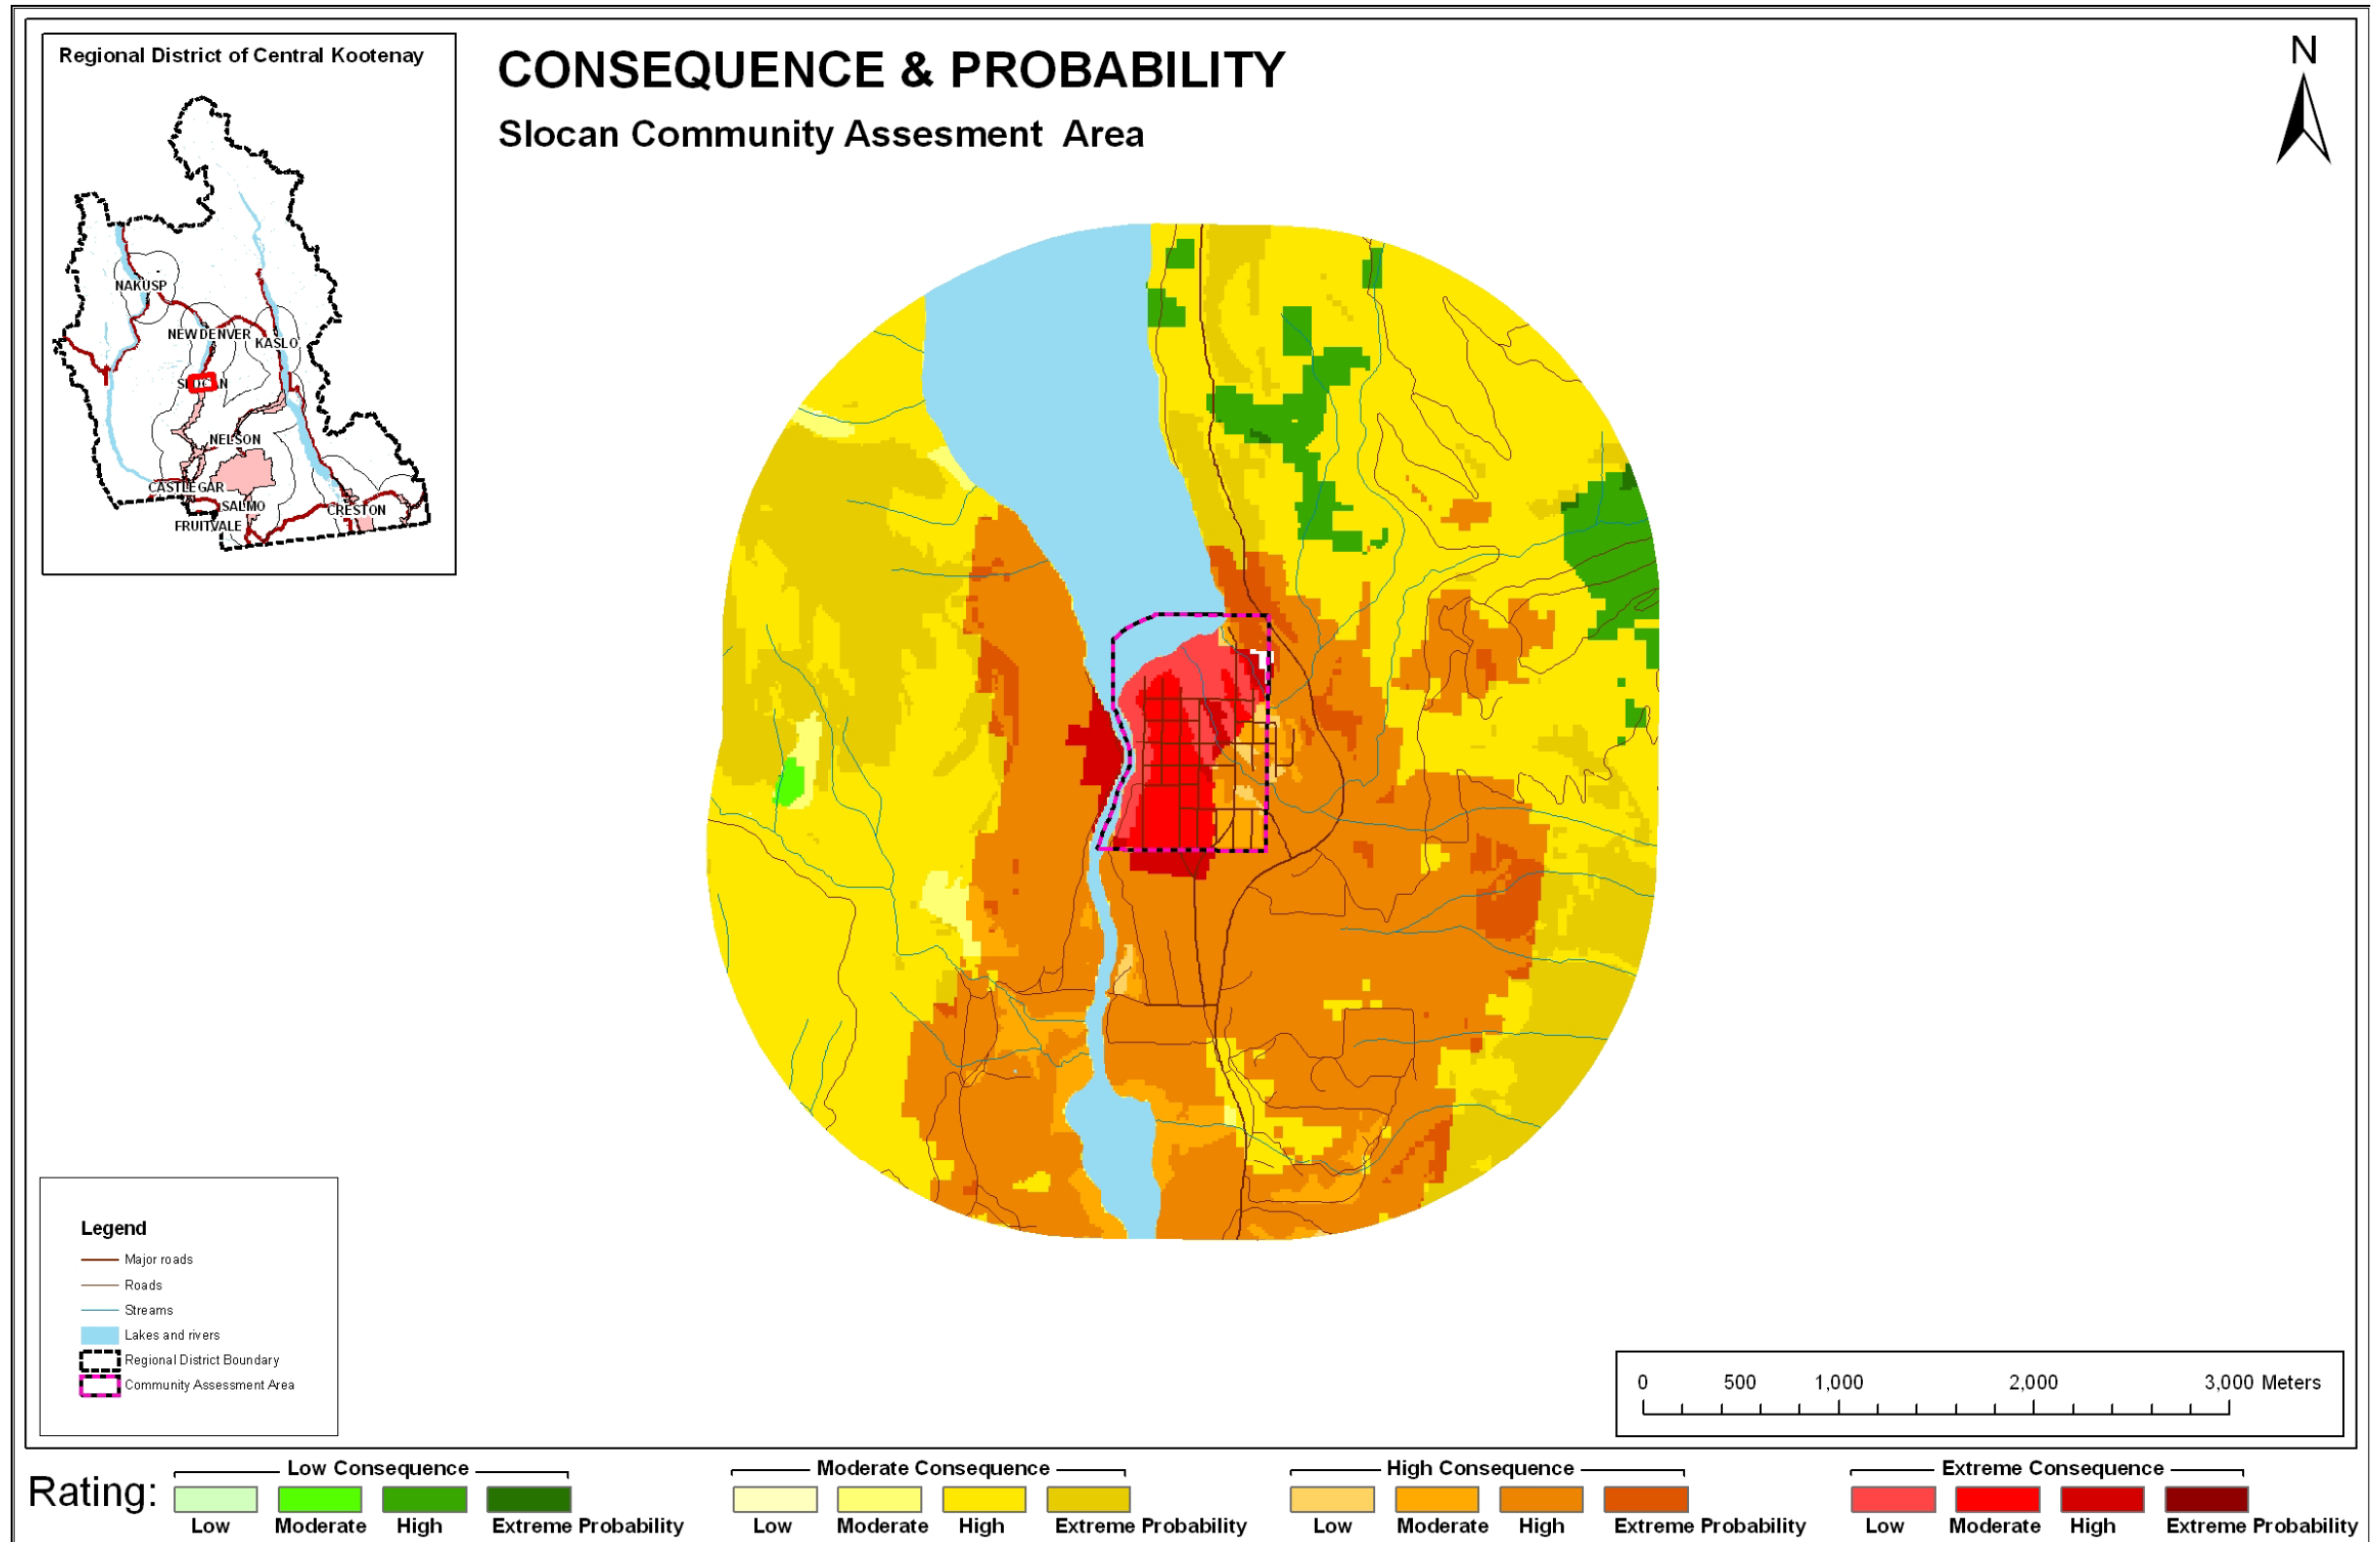 Regional District of Central Kootenay
NAKUSP
NEW DENVER
KASLO
SLOCAN
NELSON
CASTLEGAR
SALMO
CRESTON
FRUITVALE
CONSEQUENCE & PROBABILITY
Slocan Community Assesment Area
N
Legend
Major roads
Roads
Streams
Lakes and rivers
Regional District Boundary
Community Assessment Area
0 500 1,000 2,000 3,000 Meters
Rating:
Low Consequence
Low Moderate High Extreme Probability
Moderate Consequence
Low Moderate High Extreme Probability
High Consequence
Low Moderate High Extreme Probability
Extreme Consequence
Low Moderate High Extreme Probability